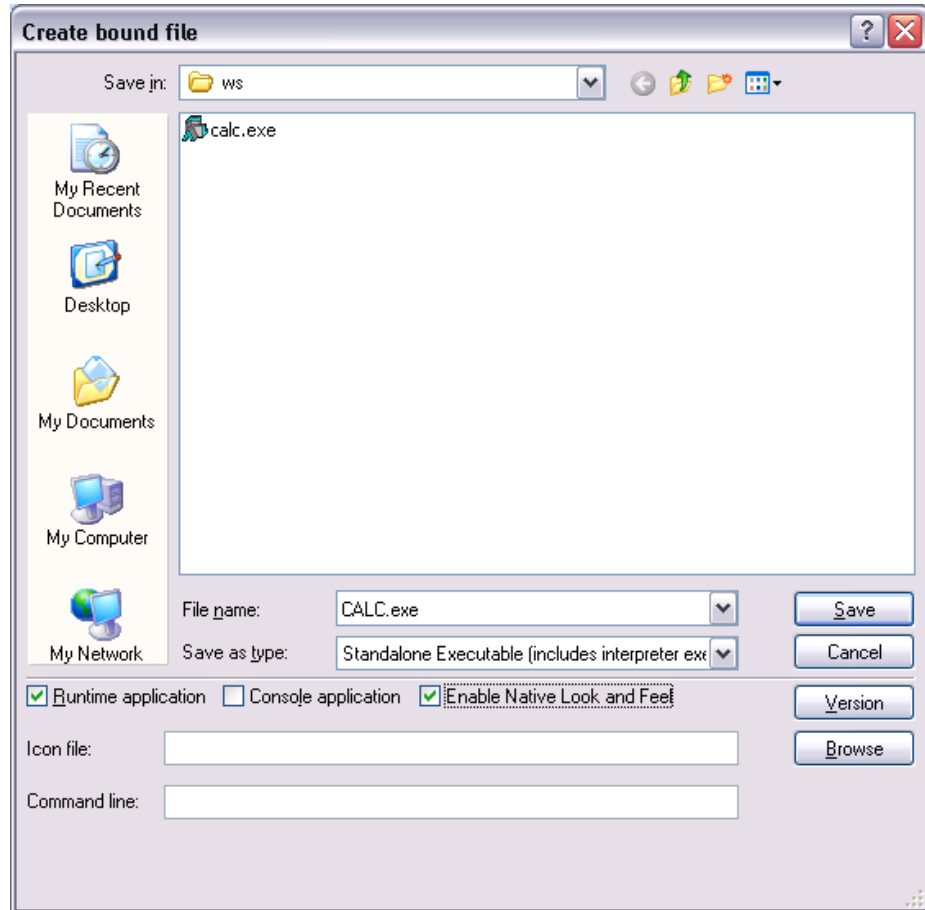 Create bound file
Save in: ws
calc.exe
My Recent
Documents
Desktop
My Documents
My Computer
My Network
File name: CALC.exe Save
Save as type: Standalone Executable (includes interpreter exe Cancel
Runtime application Console application Enable Native Look and Feel Version
Icon file: Browse
Command line: